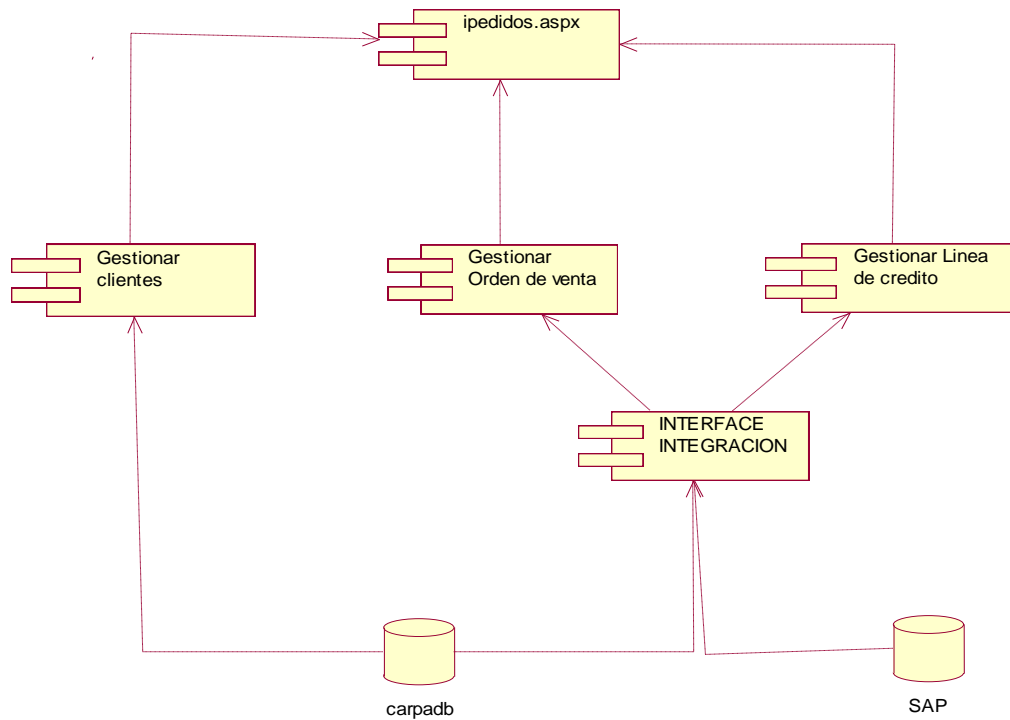 ipedidos.aspx
Gestionar
clientes
Gestionar
Orden de venta
Gestionar Linea
de credito
INTERFACE
INTEGRACION
carpadb
SAP